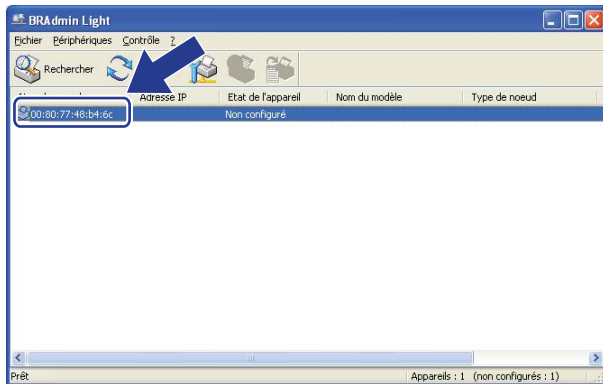 BRAdmin Light
Fichier Périphériques Contrôle ?
Rechercher
Adresse IP Etat de l'appareil Nom du modèle Type de noeud
00:80:77:48:b4:6c Non configuré
Prêt Appareils : 1 (non configurés : 1)